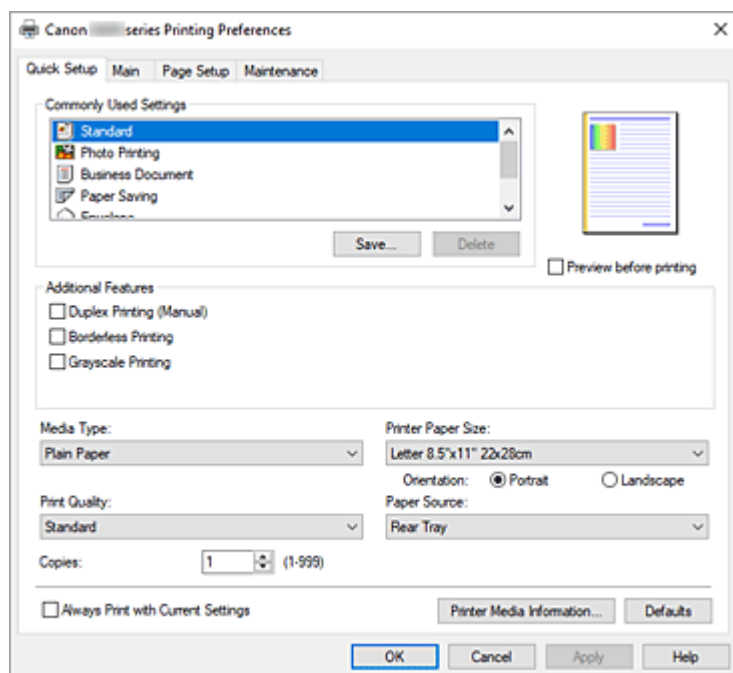 Canon series Printing Preferences
Quick Setup Main Page Setup Maintenance
Commonly Used Settings
Standard
Photo Printing
Business Document
Paper Saving
Envelope
Save... Delete
Preview before printing
Additional Features
Duplex Printing (Manual)
Borderless Printing
Grayscale Printing
Media Type: Printer Paper Size:
Plain Paper Letter 8.5"x11" 22x28cm
Orientation: Portrait Landscape
Print Quality: Paper Source:
Standard Rear Tray
Copies: 1 (1-999)
Always Print with Current Settings Printer Media Information... Defaults
OK Cancel Apply Help